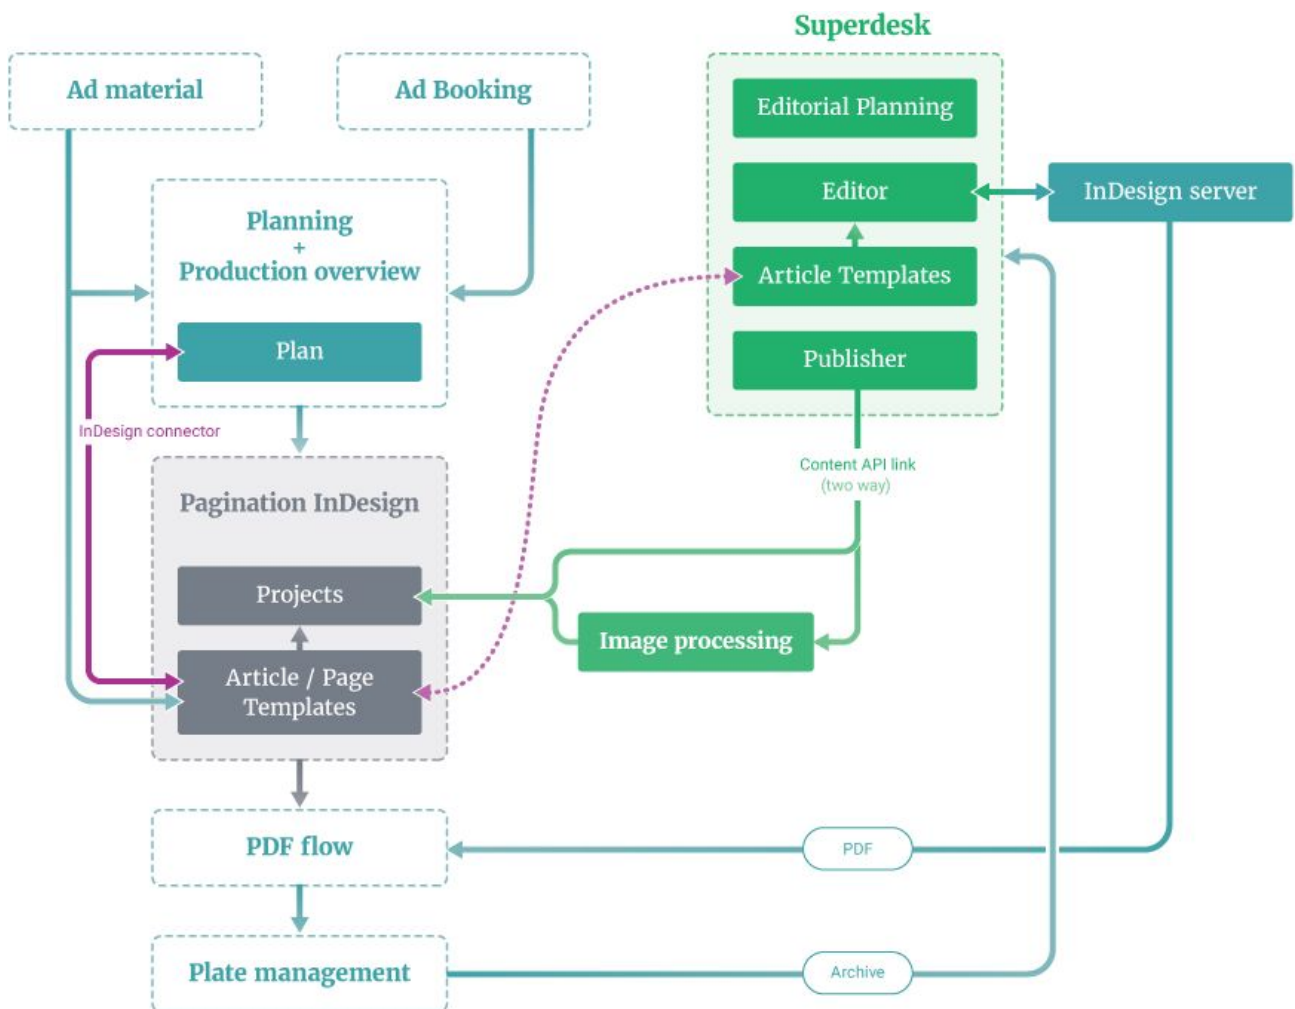 Superdesk
Ad material
Ad Booking
Editorial Planning
Editor
InDesign server
Planning
+
Production overview
Article Templates
Plan
Publisher
InDesign connector
Content API link
(two way)
Pagination InDesign
Projects
Image processing
Article / Page
Templates
PDF flow
PDF
Plate management
Archive